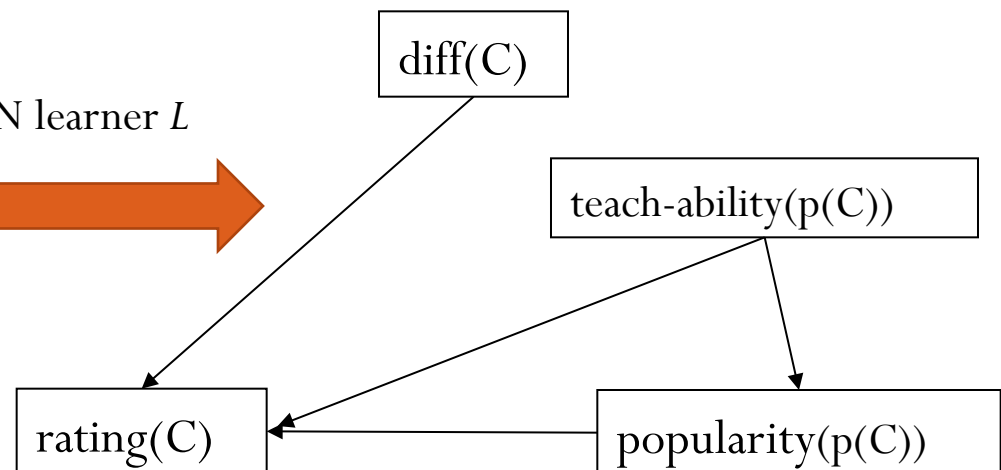 diff(C)
N learner L
teach-ability(p(C))
rating(C)
popularity(p(C))